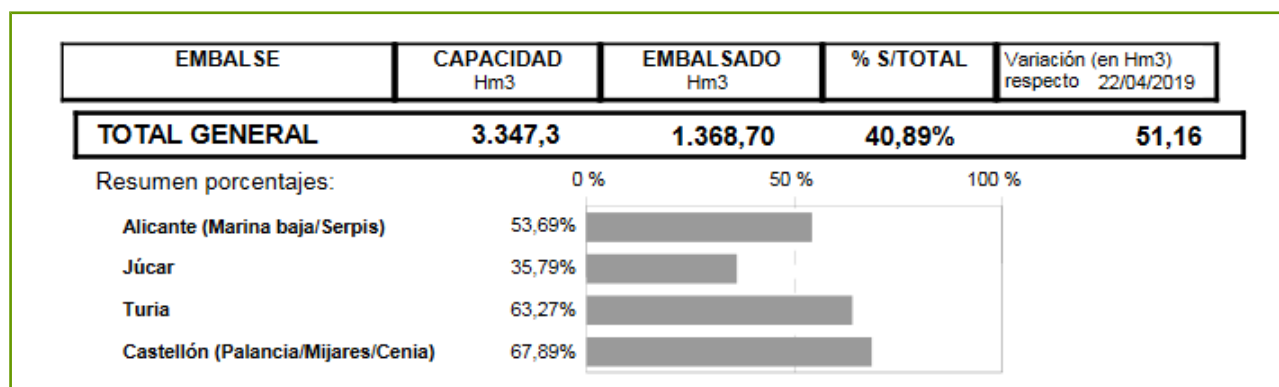 EMBALSE CAPACIDAD EMBALSADO % S/TOTAL Variación (en Hm3)
Hm3 Hm3 respecto 22/04/2019
TOTAL GENERAL 3.347,3 1.368,70 40,89% 51,16
Resumen porcentajes: 0 % 50 % 100 %
Alicante (Marina baja/Serpis) 53,69%
Júcar 35,79%
Turia 63,27%
Castellón (Palancia/Mijares/Cenia) 67,89%